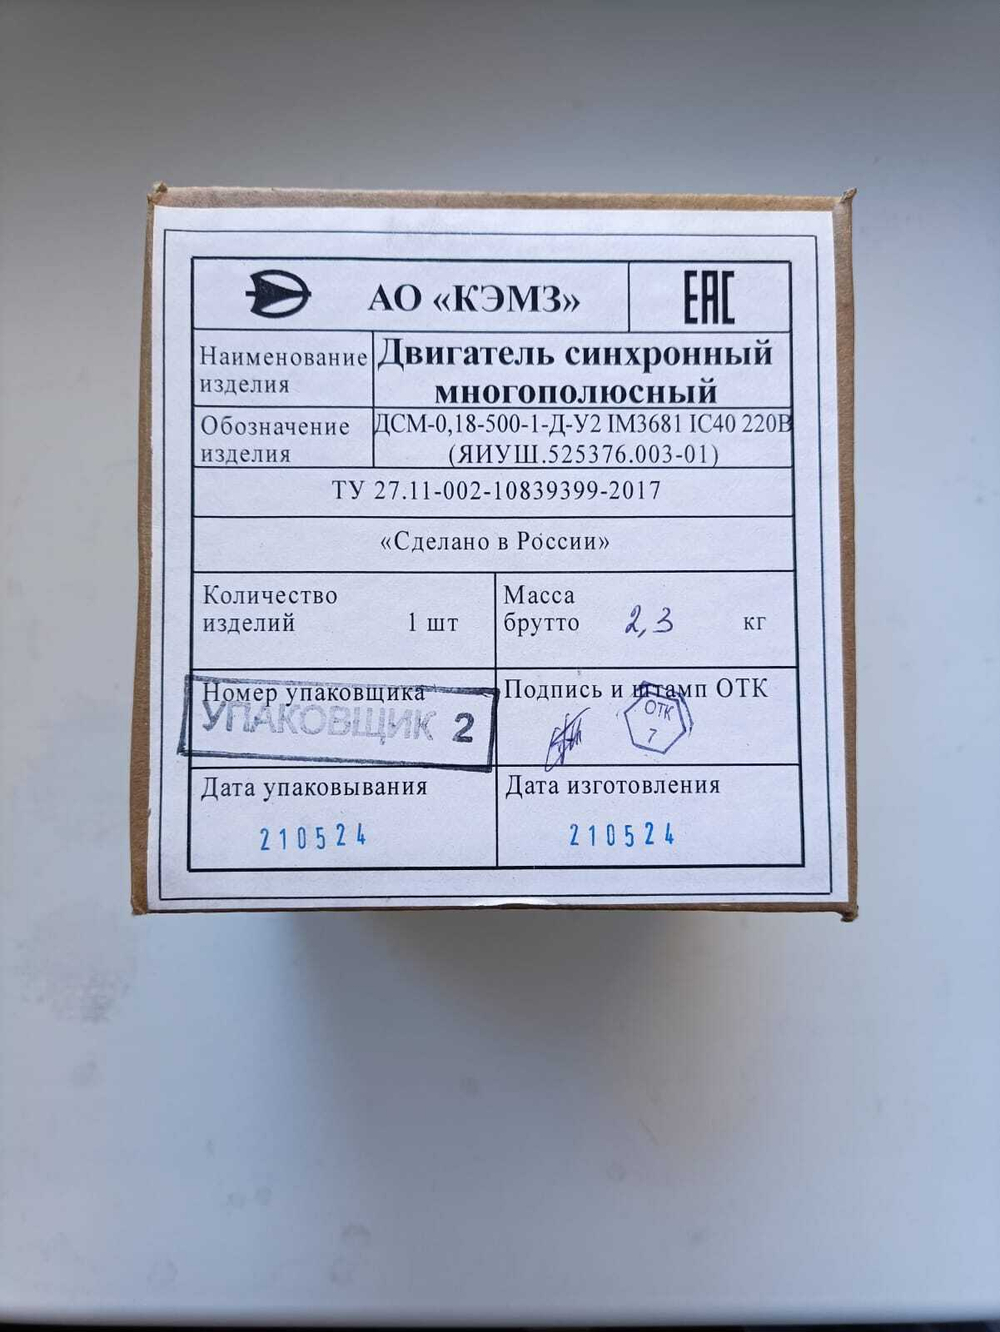 АО «КЭМЗ»
EAC
Наименование
изделия
Двигатель синхронный
многополюсный
Обозначение
изделия
ДСМ-0,18-500-1-Д-У2 IM3681 IC40 220В
(ЯИУШ.525376.003-01)
ТУ 27.11-002-10839399-2017
«Сделано в России»
Количество
изделий 1 шт
Масса
брутто 2,3 кг
Номер упаковщика
УПАКОВЩИК 2
Подпись и штамп ОТК
ОТК
7
Дата упаковывания
210524
Дата изготовления
210524